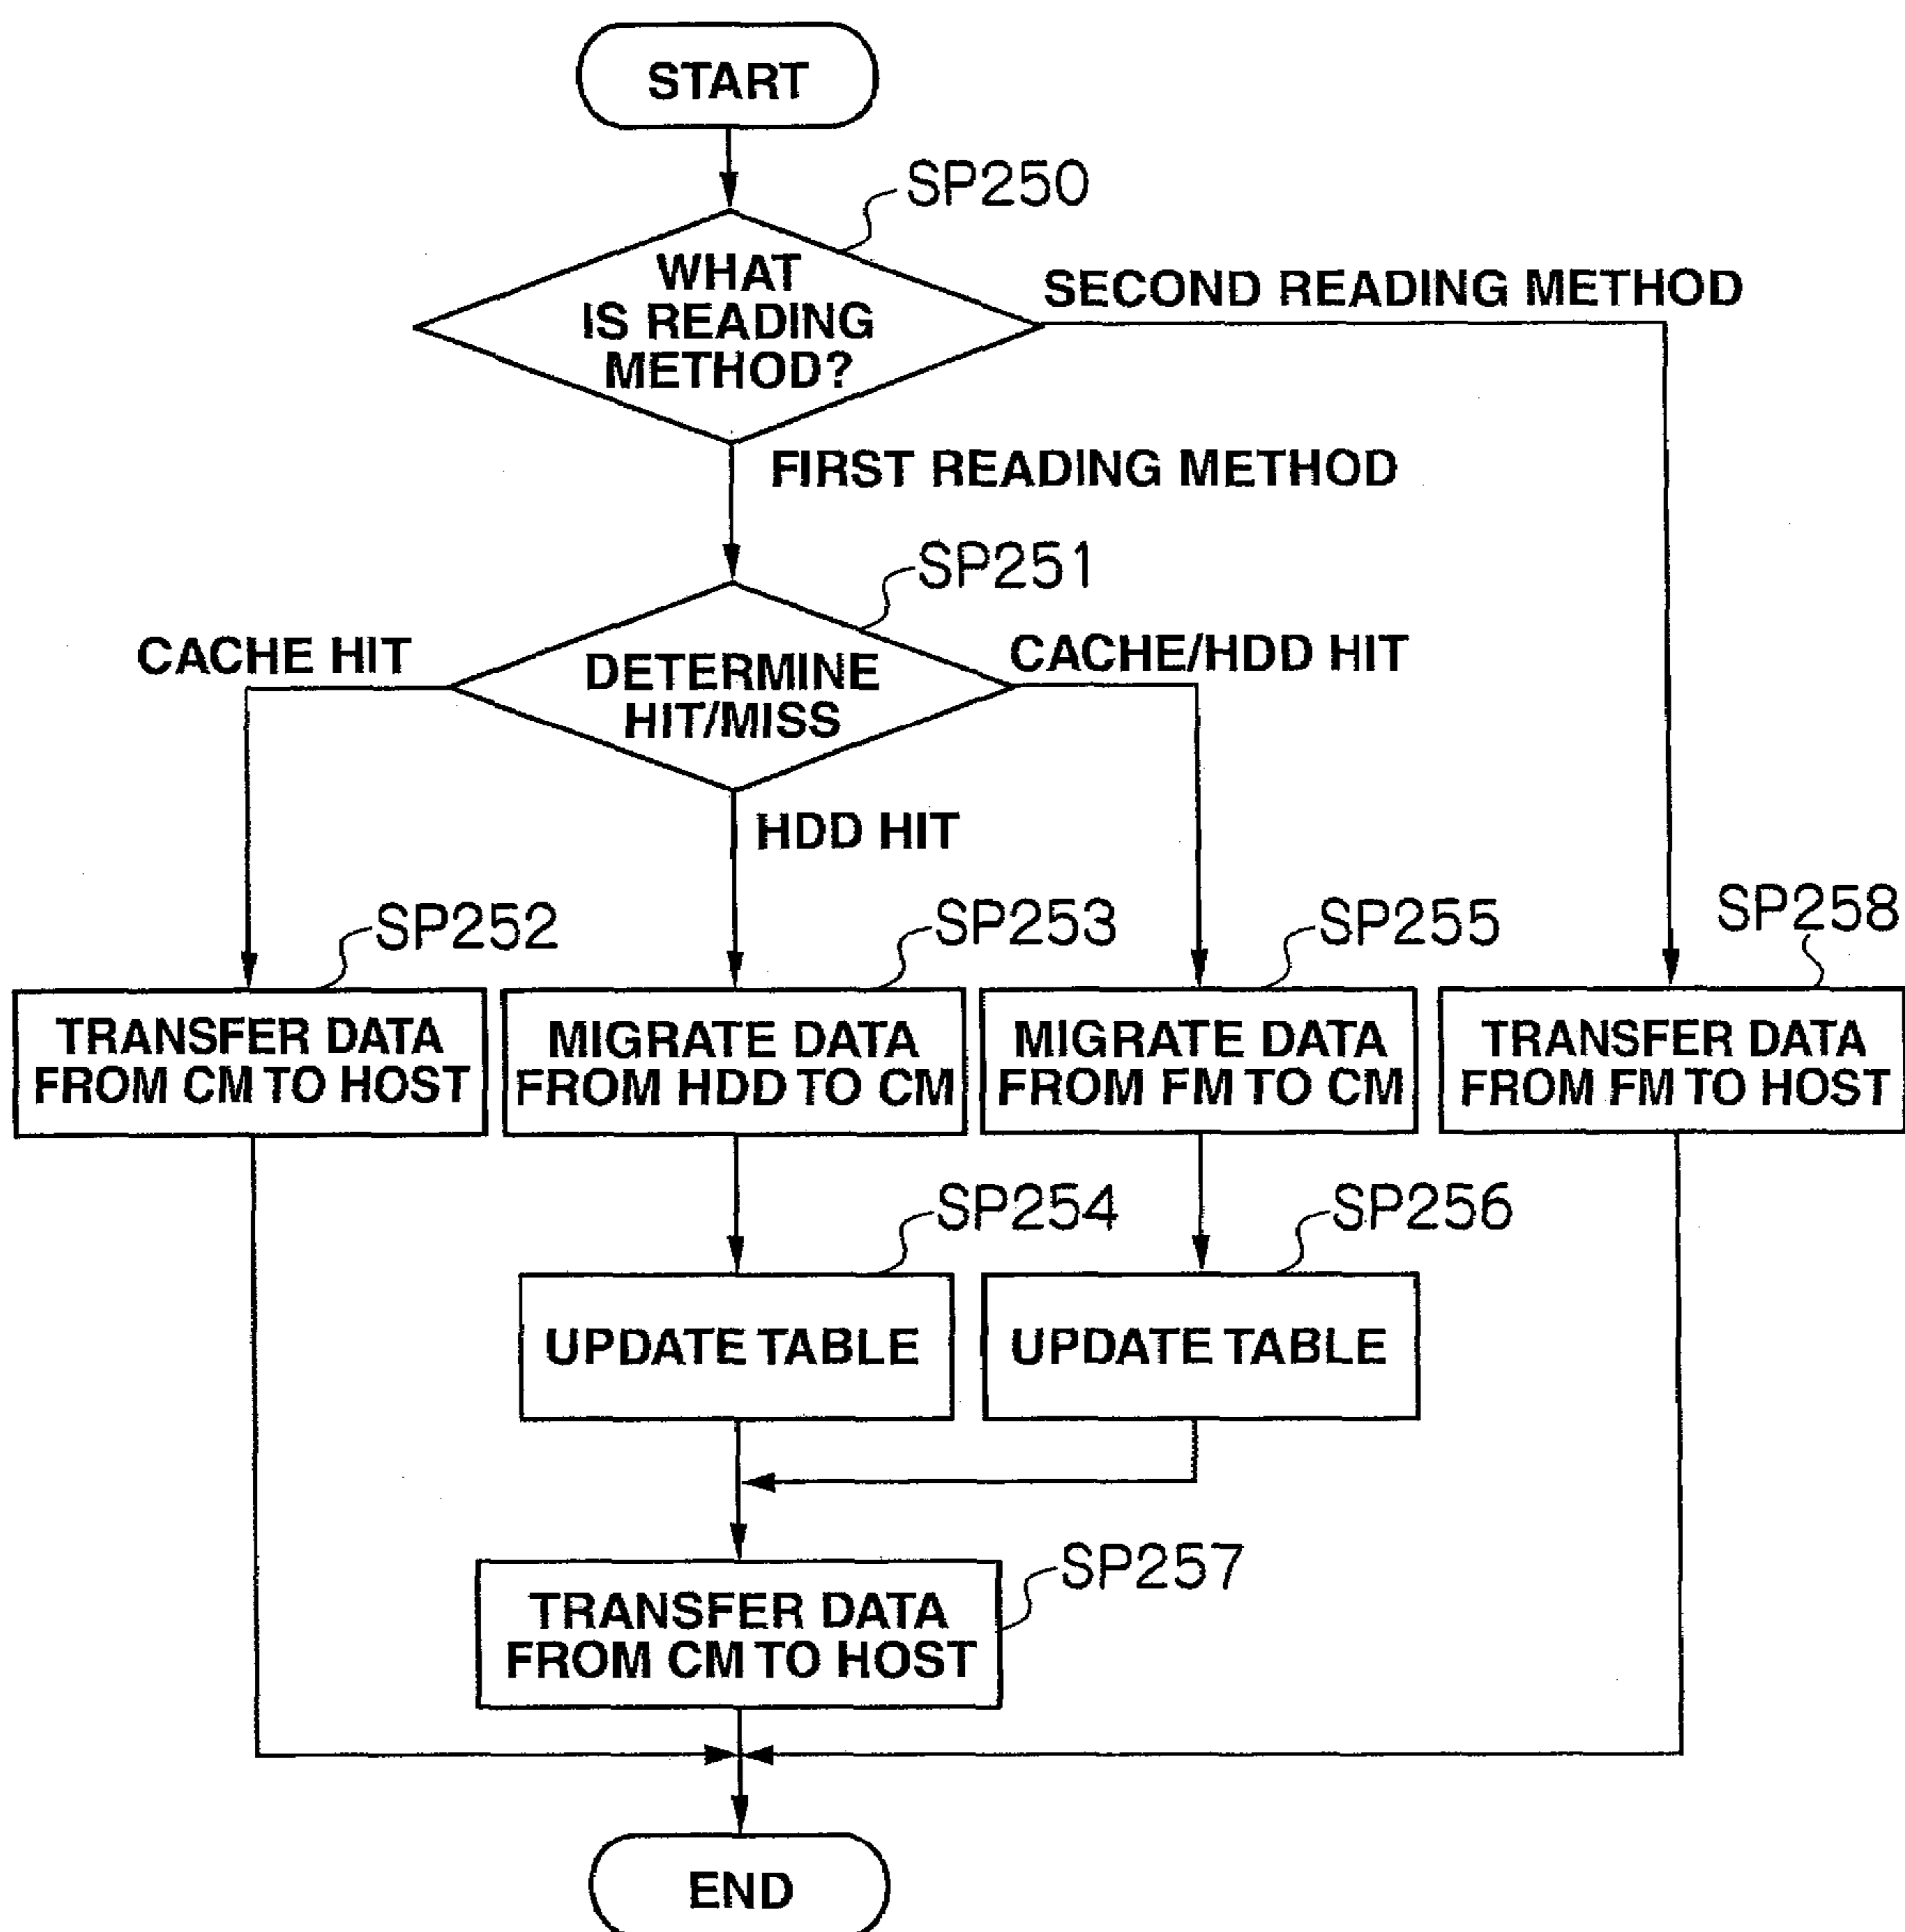 START
SP250
WHAT
IS READING
METHOD?
SECOND READING METHOD
FIRST READING METHOD
SP251
CACHE HIT
DETERMINE
HIT/MISS
CACHE/HDD HIT
HDD HIT
SP252
SP253
SP255
SP258
TRANSFER DATA
FROM CM TO HOST
MIGRATE DATA
FROM HDD TO CM
MIGRATE DATA
FROM FM TO CM
TRANSFER DATA
FROM FM TO HOST
SP254
SP256
UPDATE TABLE
UPDATE TABLE
SP257
TRANSFER DATA
FROM CM TO HOST
END